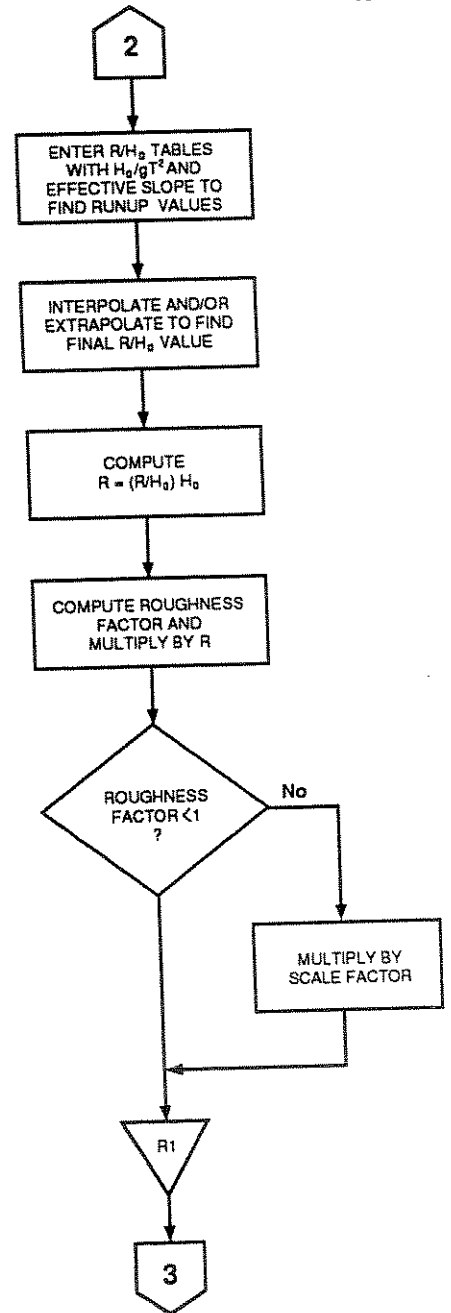 2
ENTER R/H₀ TABLES
WITH H₀/gT² AND
EFFECTIVE SLOPE TO
FIND RUNUP VALUES
INTERPOLATE AND/OR
EXTRAPOLATE TO FIND
FINAL R/H₀ VALUE
COMPUTE
R = (R/H₀) H₀
COMPUTE ROUGHNESS
FACTOR AND
MULTIPLY BY R
ROUGHNESS
FACTOR <1
?
No
MULTIPLY BY
SCALE FACTOR
R1
3